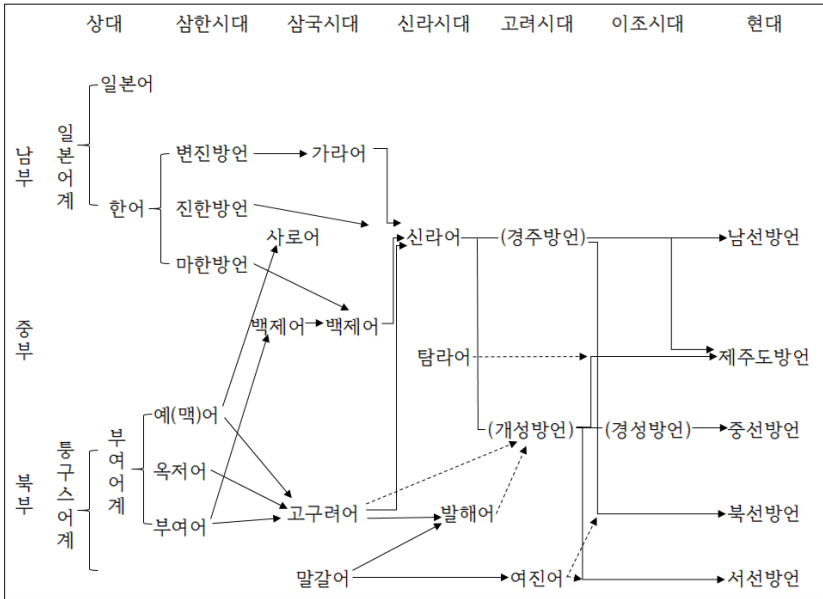 상대 삼한시대 삼국시대 신라시대 고려시대 이조시대 현대
일본어
일본어계
남부
변진방언 가라어
한어 진한방언
사로어 신라어 (경주방언) 남선방언
마한방언
중부
백제어 백제어
탐라어 제주도방언
예(맥)어 (개성방언) (경성방언) 중선방언
부여어계
퉁구스어계
북부
옥저어
부여어 고구려어 발해어 북선방언
말갈어 여진어 서선방언